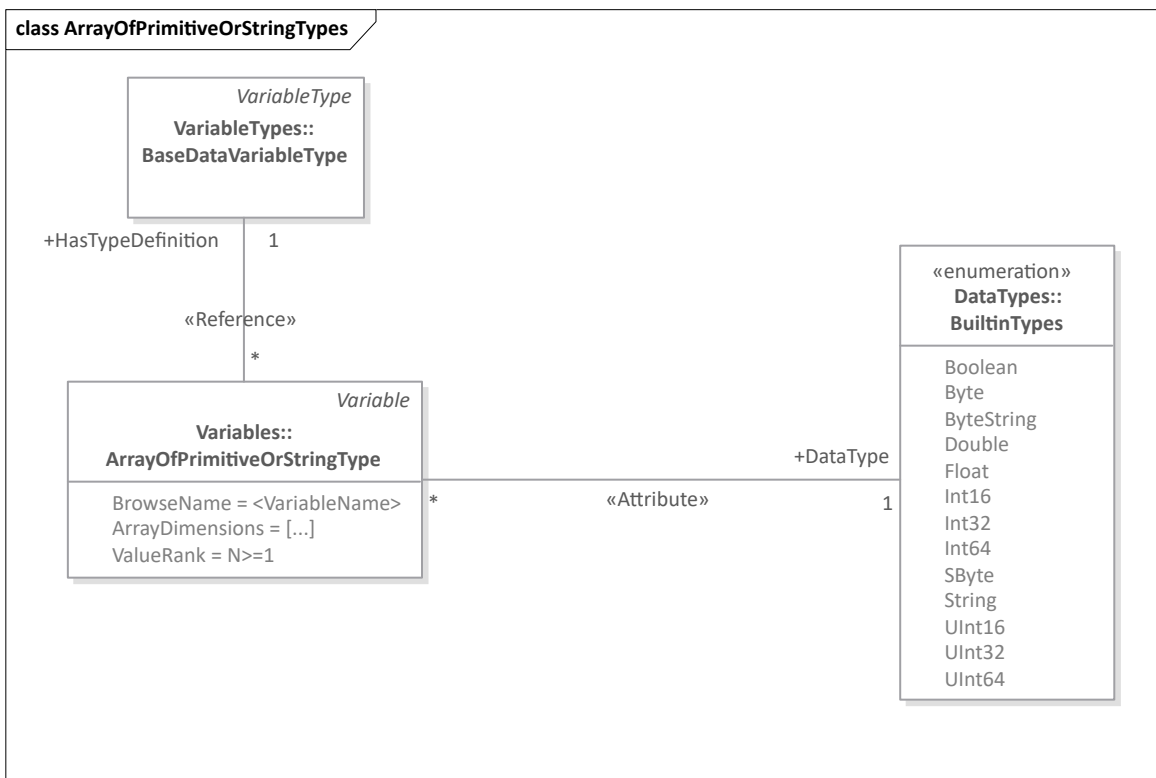 class ArrayOfPrimitiveOrStringTypes
VariableType
VariableTypes::
BaseDataVariableType
+HasTypeDefinition
1
«Reference»
*
Variable
Variables::
ArrayOfPrimitiveOrStringType
BrowseName = <VariableName>
ArrayDimensions = [...]
ValueRank = N>=1
*
«Attribute»
+DataType
1
«enumeration»
DataTypes::
BuiltinTypes
Boolean
Byte
ByteString
Double
Float
Int16
Int32
Int64
SByte
String
UInt16
UInt32
UInt64